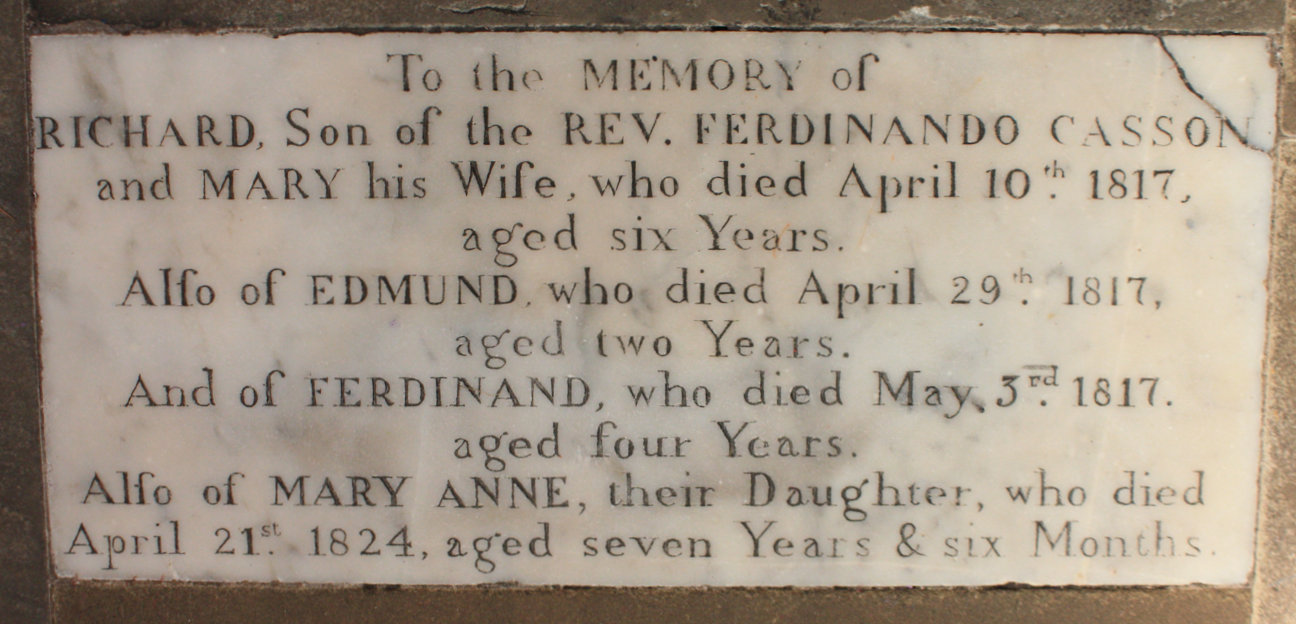 To the MEMORY of
RICHARD, Son of the REV. FERDINANDO CASSON
and MARY his Wife, who died April 10th. 1817,
aged six Years.
Alſo of EDMUND, who died April 29th. 1817,
aged two Years.
And of FERDINAND, who died May, 3rd. 1817.
aged four Years.
Alſo of MARY ANNE, their Daughter, who died
April 21st. 1824, aged seven Years & six Months.